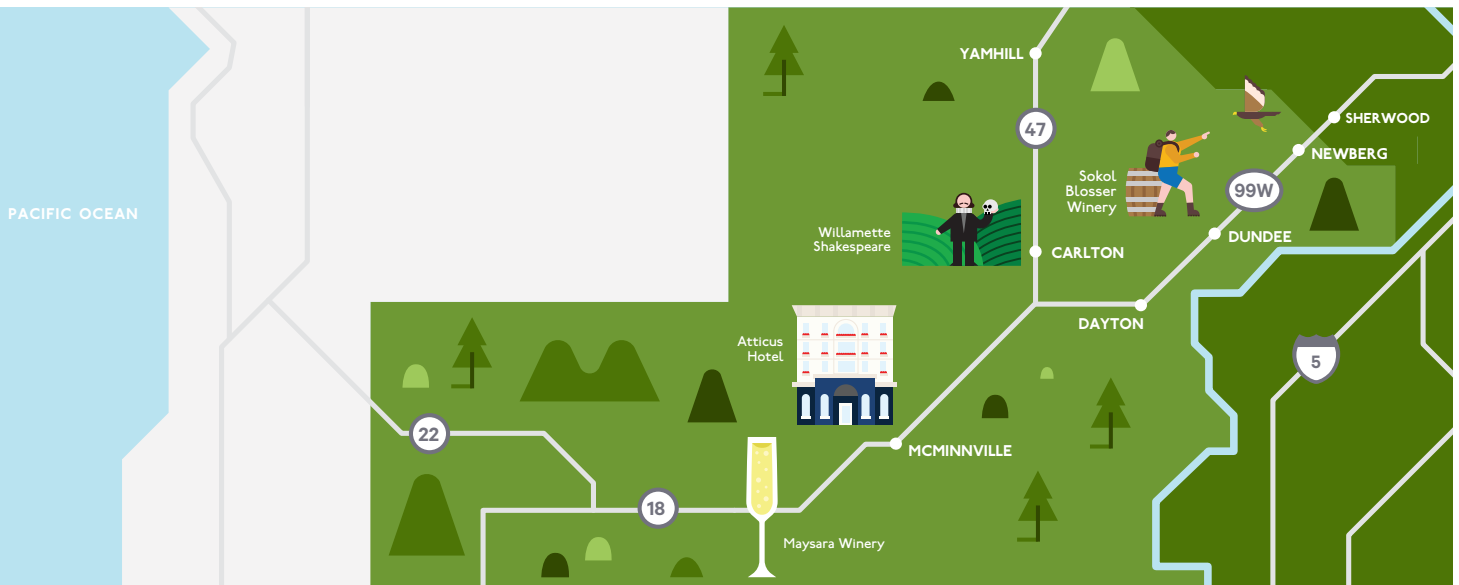 YAMHILL
SHERWOOD
47
NEWBERG
Sokol
Blosser
Winery
99W
PACIFIC OCEAN
Willamette
Shakespeare
CARLTON
DUNDEE
DAYTON
Atticus
Hotel
5
22
MCMINNVILLE
18
Maysara Winery